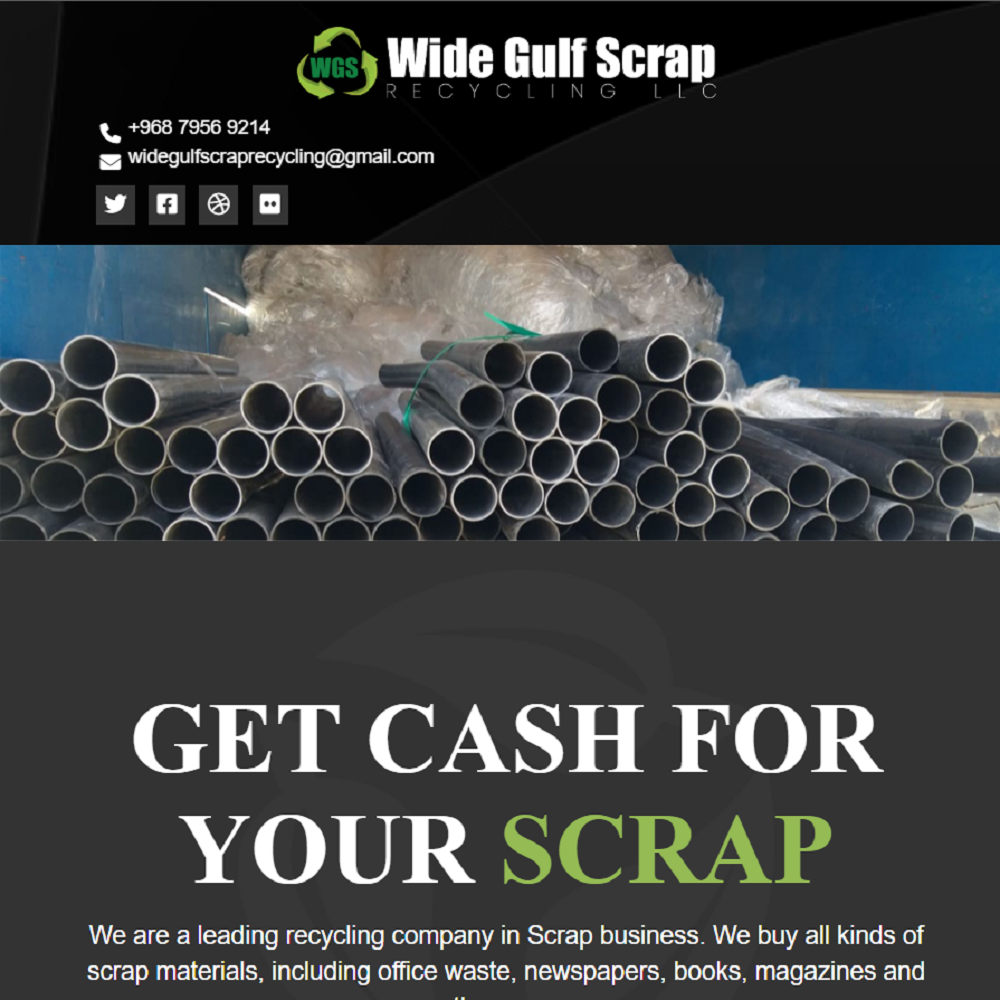 WGS
Wide Gulf Scrap
RECYCLING LLC
+968 7956 9214
widegulfscraprecycling@gmail.com
GET CASH FOR
YOUR SCRAP
We are a leading recycling company in Scrap business. We buy all kinds of
scrap materials, including office waste, newspapers, books, magazines and